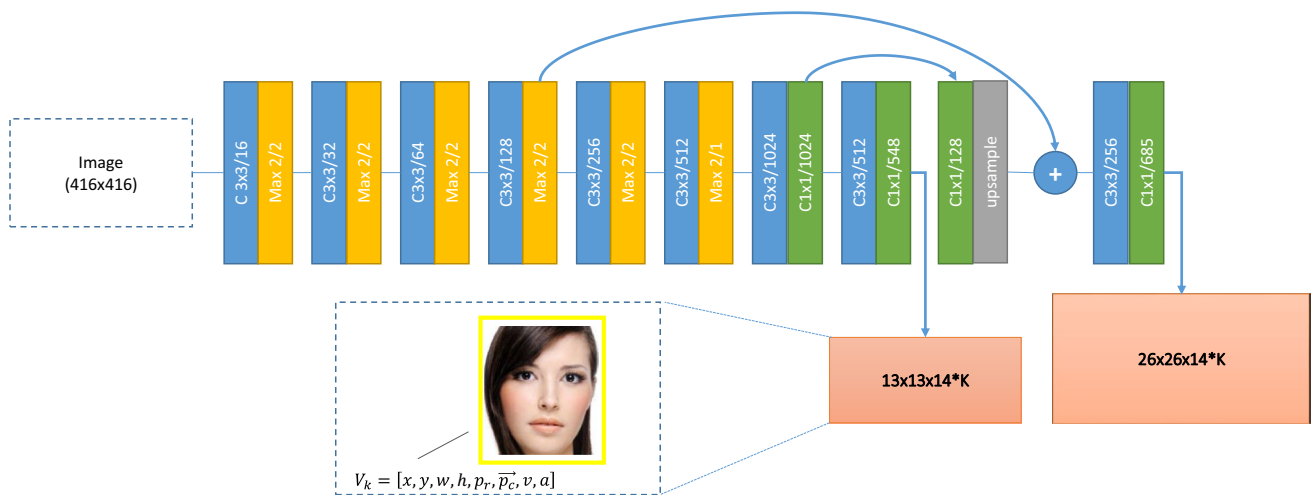 Image
(416x416)
C 3x3/16
Max 2/2
C3x3/32
Max 2/2
C3x3/64
Max 2/2
C3x3/128
Max 2/2
C3x3/256
Max 2/2
C3x3/512
Max 2/1
C3x3/1024
C1x1/1024
C3x3/512
C1x1/548
C1x1/128
upsample
+
C3x3/256
C1x1/685
13x13x14*K
26x26x14*K
V_k = [x, y, w, h, p_r, \overrightarrow{p_c}, v, a]